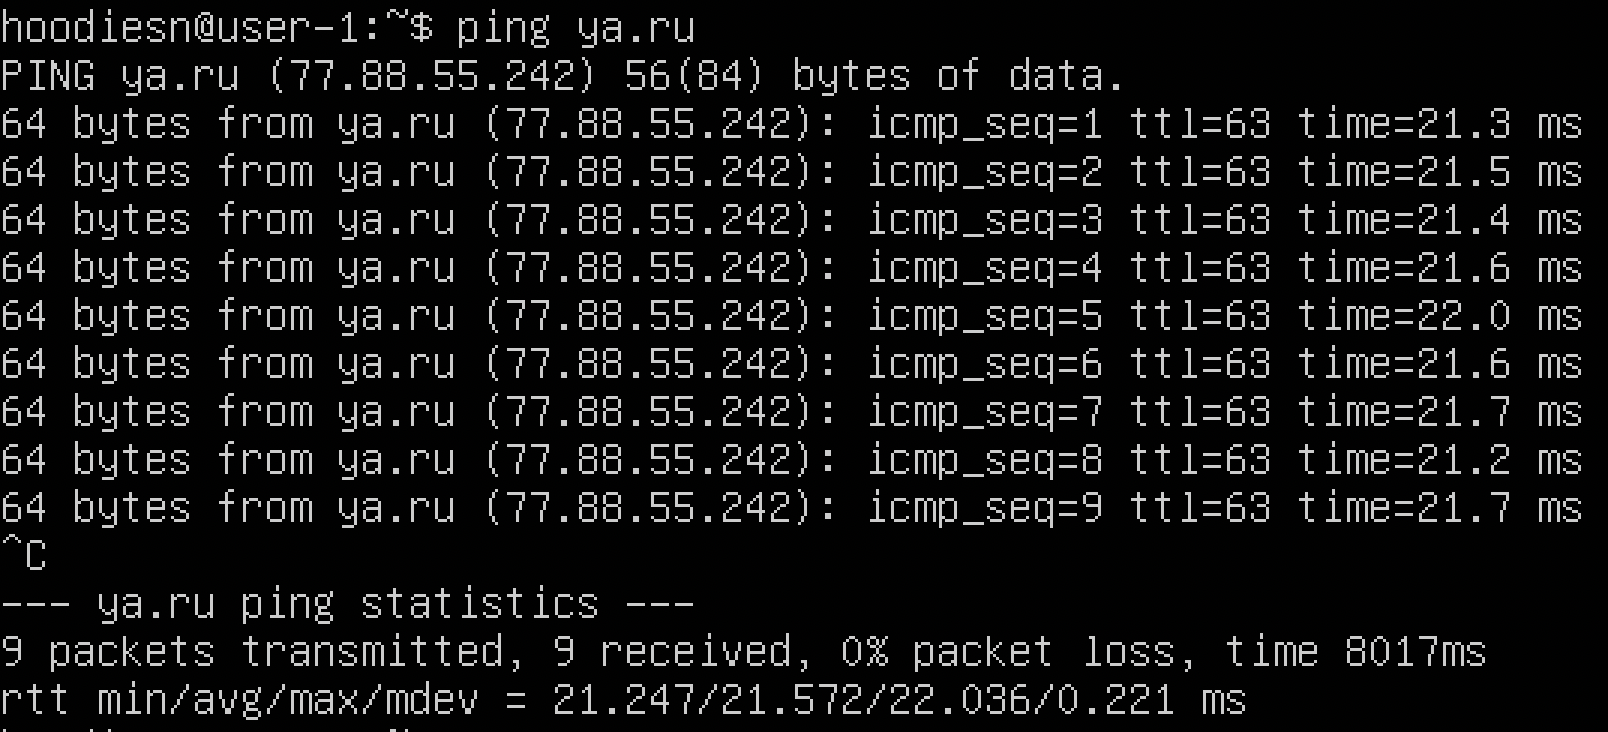 hoodiesn@user-1:~$ ping ya.ru
PING ya.ru (77.88.55.242) 56(84) bytes of data.
64 bytes from ya.ru (77.88.55.242): icmp_seq=1 ttl=63 time=21.3 ms
64 bytes from ya.ru (77.88.55.242): icmp_seq=2 ttl=63 time=21.5 ms
64 bytes from ya.ru (77.88.55.242): icmp_seq=3 ttl=63 time=21.4 ms
64 bytes from ya.ru (77.88.55.242): icmp_seq=4 ttl=63 time=21.6 ms
64 bytes from ya.ru (77.88.55.242): icmp_seq=5 ttl=63 time=22.0 ms
64 bytes from ya.ru (77.88.55.242): icmp_seq=6 ttl=63 time=21.6 ms
64 bytes from ya.ru (77.88.55.242): icmp_seq=7 ttl=63 time=21.7 ms
64 bytes from ya.ru (77.88.55.242): icmp_seq=8 ttl=63 time=21.2 ms
64 bytes from ya.ru (77.88.55.242): icmp_seq=9 ttl=63 time=21.7 ms
^C
--- ya.ru ping statistics ---
9 packets transmitted, 9 received, 0% packet loss, time 8017ms
rtt min/avg/max/mdev = 21.247/21.572/22.036/0.221 ms